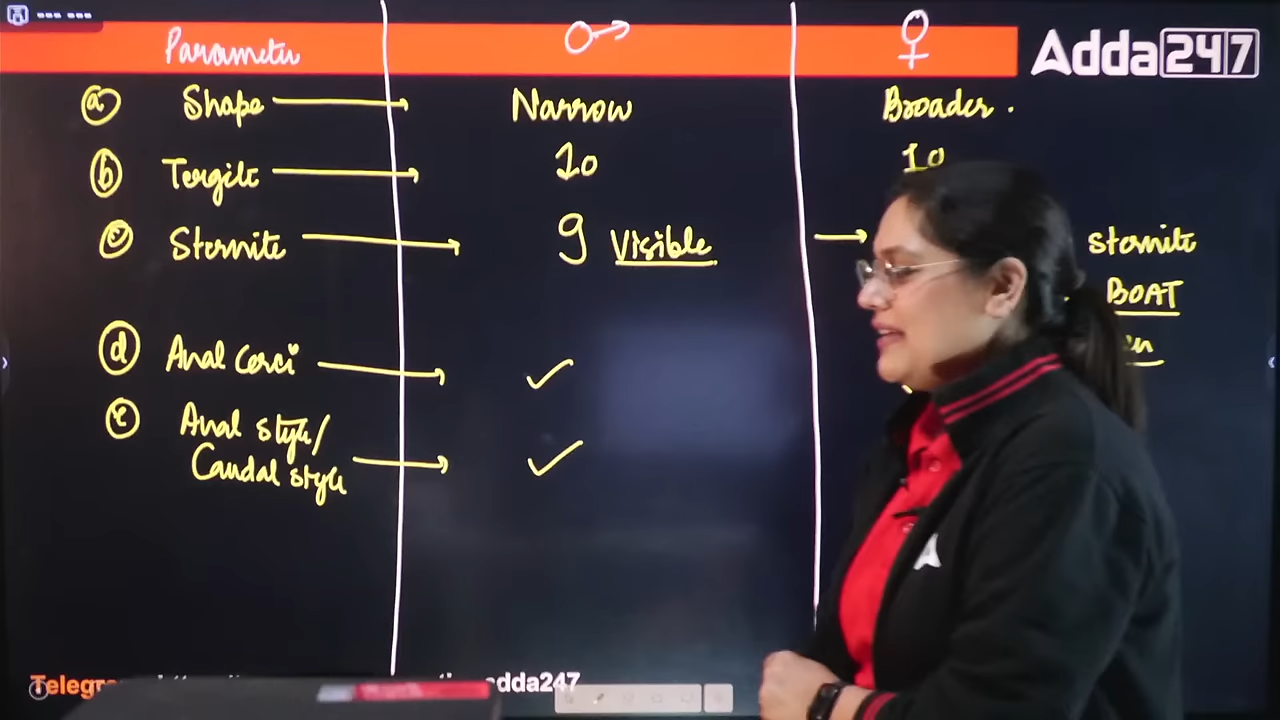 Parameter ♂ ♀
Adda247
(a) Shape → Narrow Broader.
(b) Tergite → 10 10
(c) Sternite → 9 Visible → sternite
BOAT
(d) Anal Cerci → ✓
(e) Anal style/
Caudal style → ✓
adda247